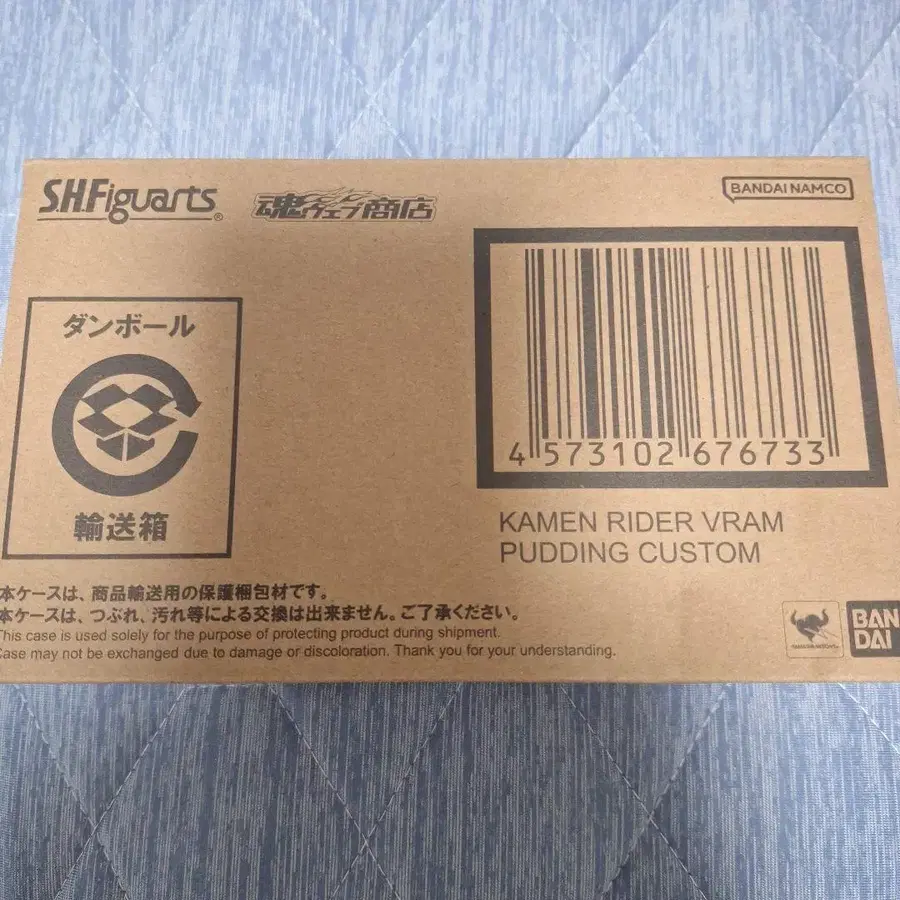 S.H.Figuarts®
魂ウェブ商店
BANDAI NAMCO
ダンボール
輸送箱
4 573102 676733
KAMEN RIDER VRAM
PUDDING CUSTOM
本ケースは、商品輸送用の保護梱包材です。
本ケースは、つぶれ、汚れ等による交換は出来ません。ご了承ください。
This case is used solely for the purpose of protecting product during shipment.
Case may not be exchanged due to damage or discoloration. Thank you for your understanding.
BAN
DAI